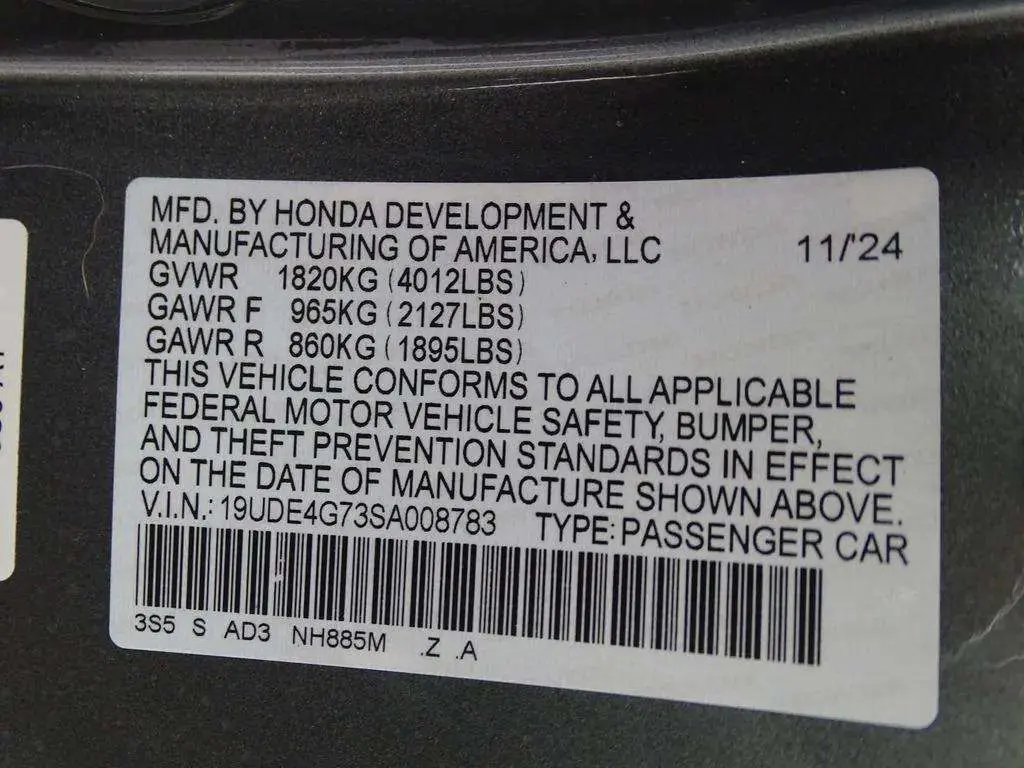 MFD. BY HONDA DEVELOPMENT &
MANUFACTURING OF AMERICA, LLC 11/'24
GVWR 1820KG (4012LBS)
GAWR F 965KG (2127LBS)
GAWR R 860KG (1895LBS)
THIS VEHICLE CONFORMS TO ALL APPLICABLE
FEDERAL MOTOR VEHICLE SAFETY, BUMPER,
AND THEFT PREVENTION STANDARDS IN EFFECT
ON THE DATE OF MANUFACTURE SHOWN ABOVE.
V.I.N.: 19UDE4G73SA008783 TYPE: PASSENGER CAR
3S5 S AD3 NH885M .Z .A